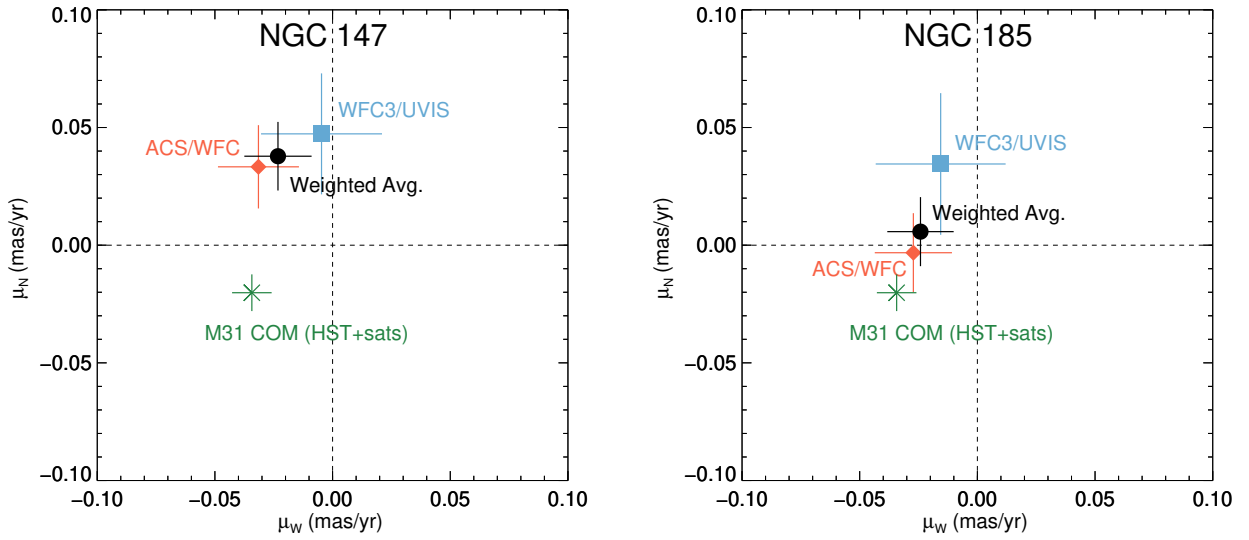 NGC 147
0.10
0.05
0.00
−0.05
−0.10
μN (mas/yr)
WFC3/UVIS
ACS/WFC
Weighted Avg.
M31 COM (HST+sats)
−0.10 −0.05 0.00 0.05 0.10
μW (mas/yr)
NGC 185
0.10
0.05
0.00
−0.05
−0.10
μN (mas/yr)
WFC3/UVIS
Weighted Avg.
ACS/WFC
M31 COM (HST+sats)
−0.10 −0.05 0.00 0.05 0.10
μW (mas/yr)